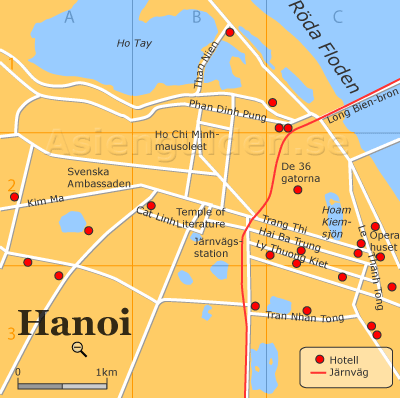 A
B
C
Röda Floden
Ho Tay
1
Than Nien
Phan Dinh Pung
Long Bien-bron
Asienguiden.se
Ho Chi Minh-
mausoleet
De 36
gatorna
Svenska
Ambassaden
2
Kim Ma
Cat Linh
Temple of
Literature
Hoam
Kiem-
sjön
Trang Thi
Hai Ba Trung
Ly Thuong Kiet
Le Thanh Tong
Opera
huset
Järnvägs-
station
Tran Nhan Tong
3
Hanoi
0 1km
Hotell
Järnväg